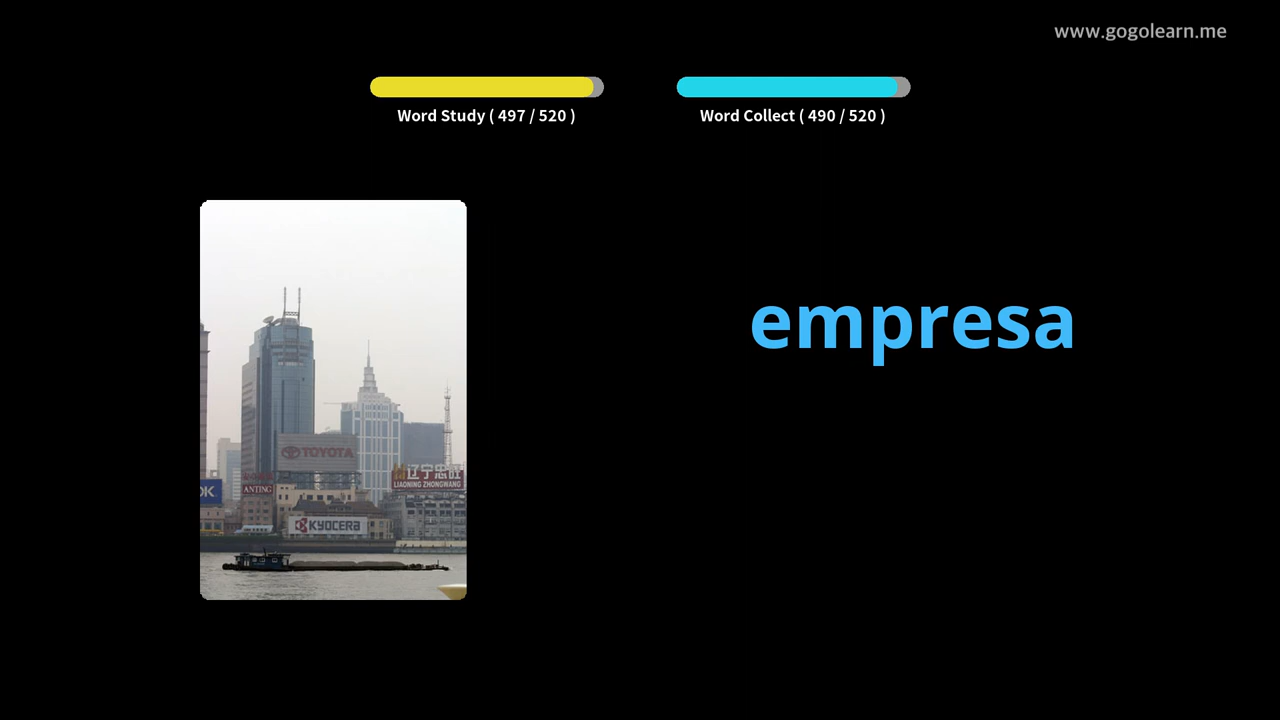 www.gogolearn.me
Word Study ( 497 / 520 )
Word Collect ( 490 / 520 )
empresa
TOYOTA
辽宁忠旺
LIAONING ZHONGWANG
ANTING
OK
KYOCERA